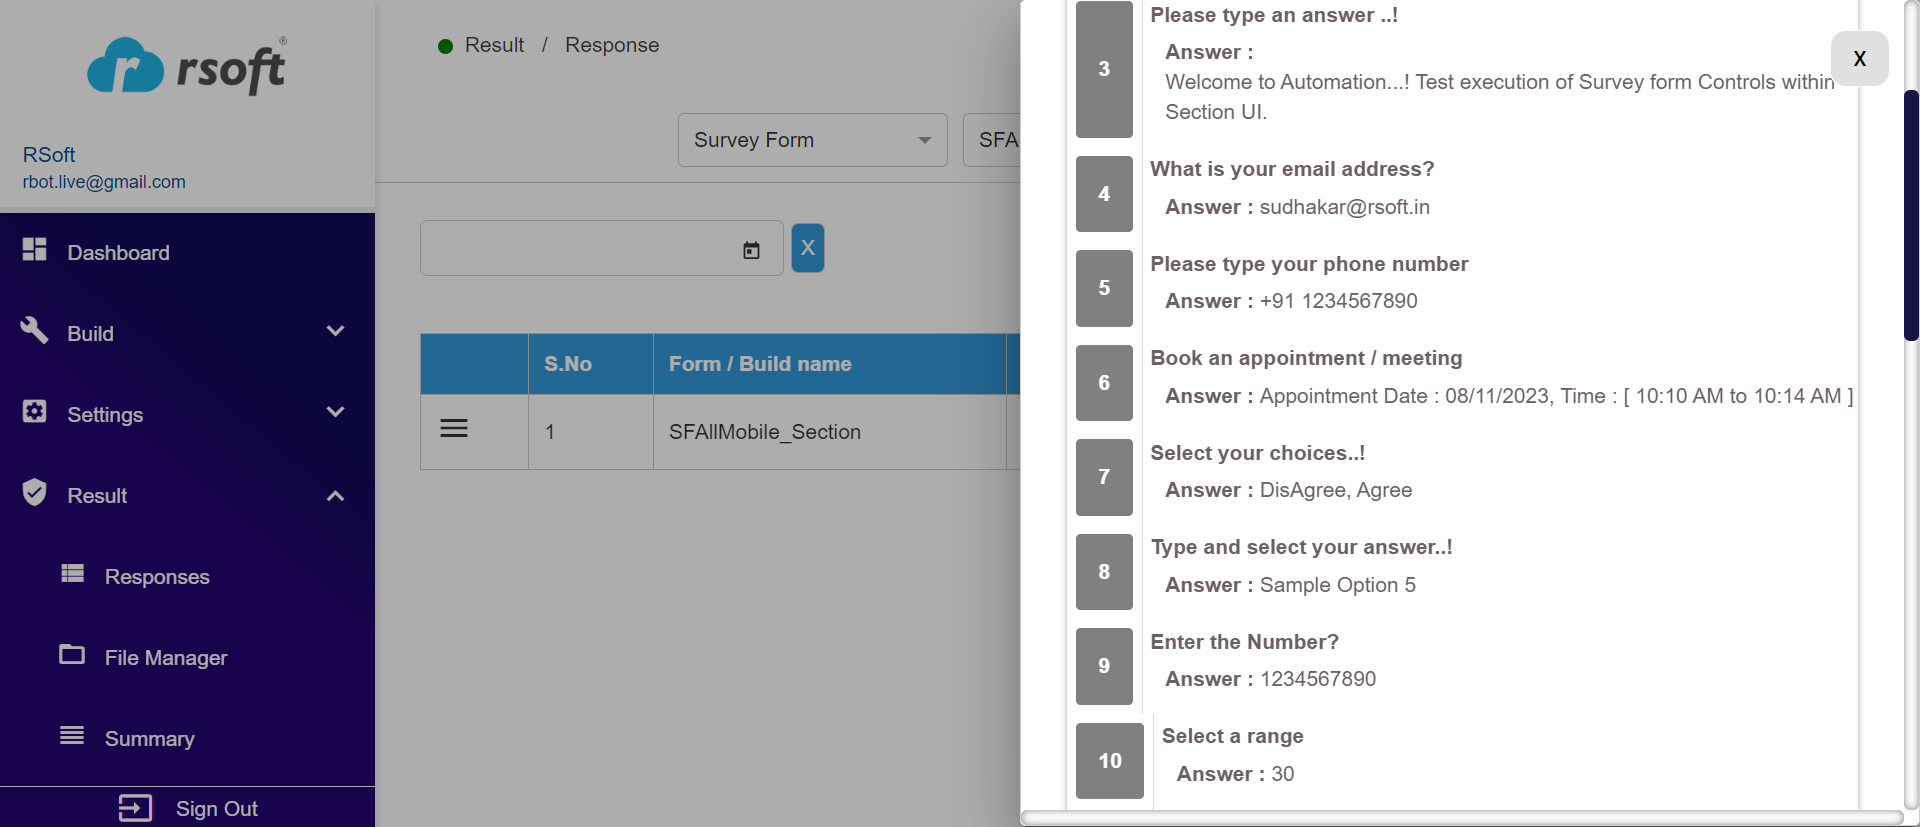 rsoft®
RSoft
rbot.live@gmail.com
Dashboard
Build
Settings
Result
Responses
File Manager
Summary
Sign Out
Result / Response
Survey Form
SFA
X
S.No
Form / Build name
1
SFAllMobile_Section
X
3
Please type an answer ..!
Answer :
Welcome to Automation...! Test execution of Survey form Controls within
Section UI.
4
What is your email address?
Answer : sudhakar@rsoft.in
5
Please type your phone number
Answer : +91 1234567890
6
Book an appointment / meeting
Answer : Appointment Date : 08/11/2023, Time : [ 10:10 AM to 10:14 AM ]
7
Select your choices..!
Answer : DisAgree, Agree
8
Type and select your answer..!
Answer : Sample Option 5
9
Enter the Number?
Answer : 1234567890
10
Select a range
Answer : 30